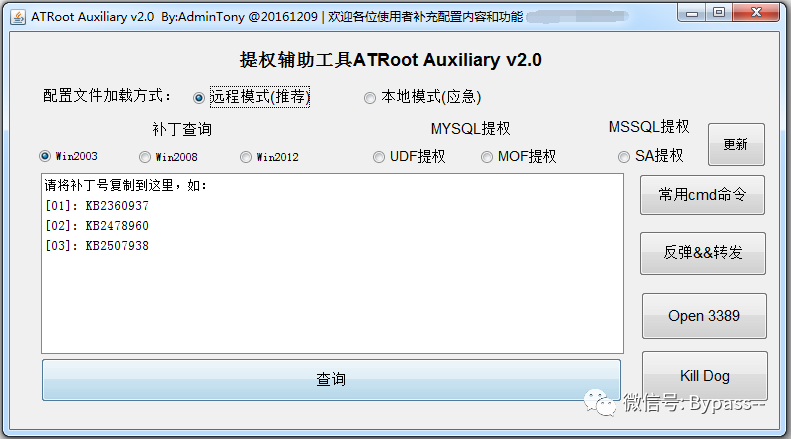 ATRoot Auxiliary v2.0 By:AdminTony @20161209 | 欢迎各位使用者补充配置内容和功能
提权辅助工具ATRoot Auxiliary v2.0
配置文件加载方式： 远程模式(推荐) 本地模式(应急)
补丁查询 MYSQL提权 MSSQL提权
Win2003 Win2008 Win2012 UDF提权 MOF提权 SA提权 更新
请将补丁号复制到这里，如：
[01]: KB2360937
[02]: KB2478960
[03]: KB2507938
常用cmd命令
反弹&&转发
Open 3389
Kill Dog
查询
微信号: Bypass--